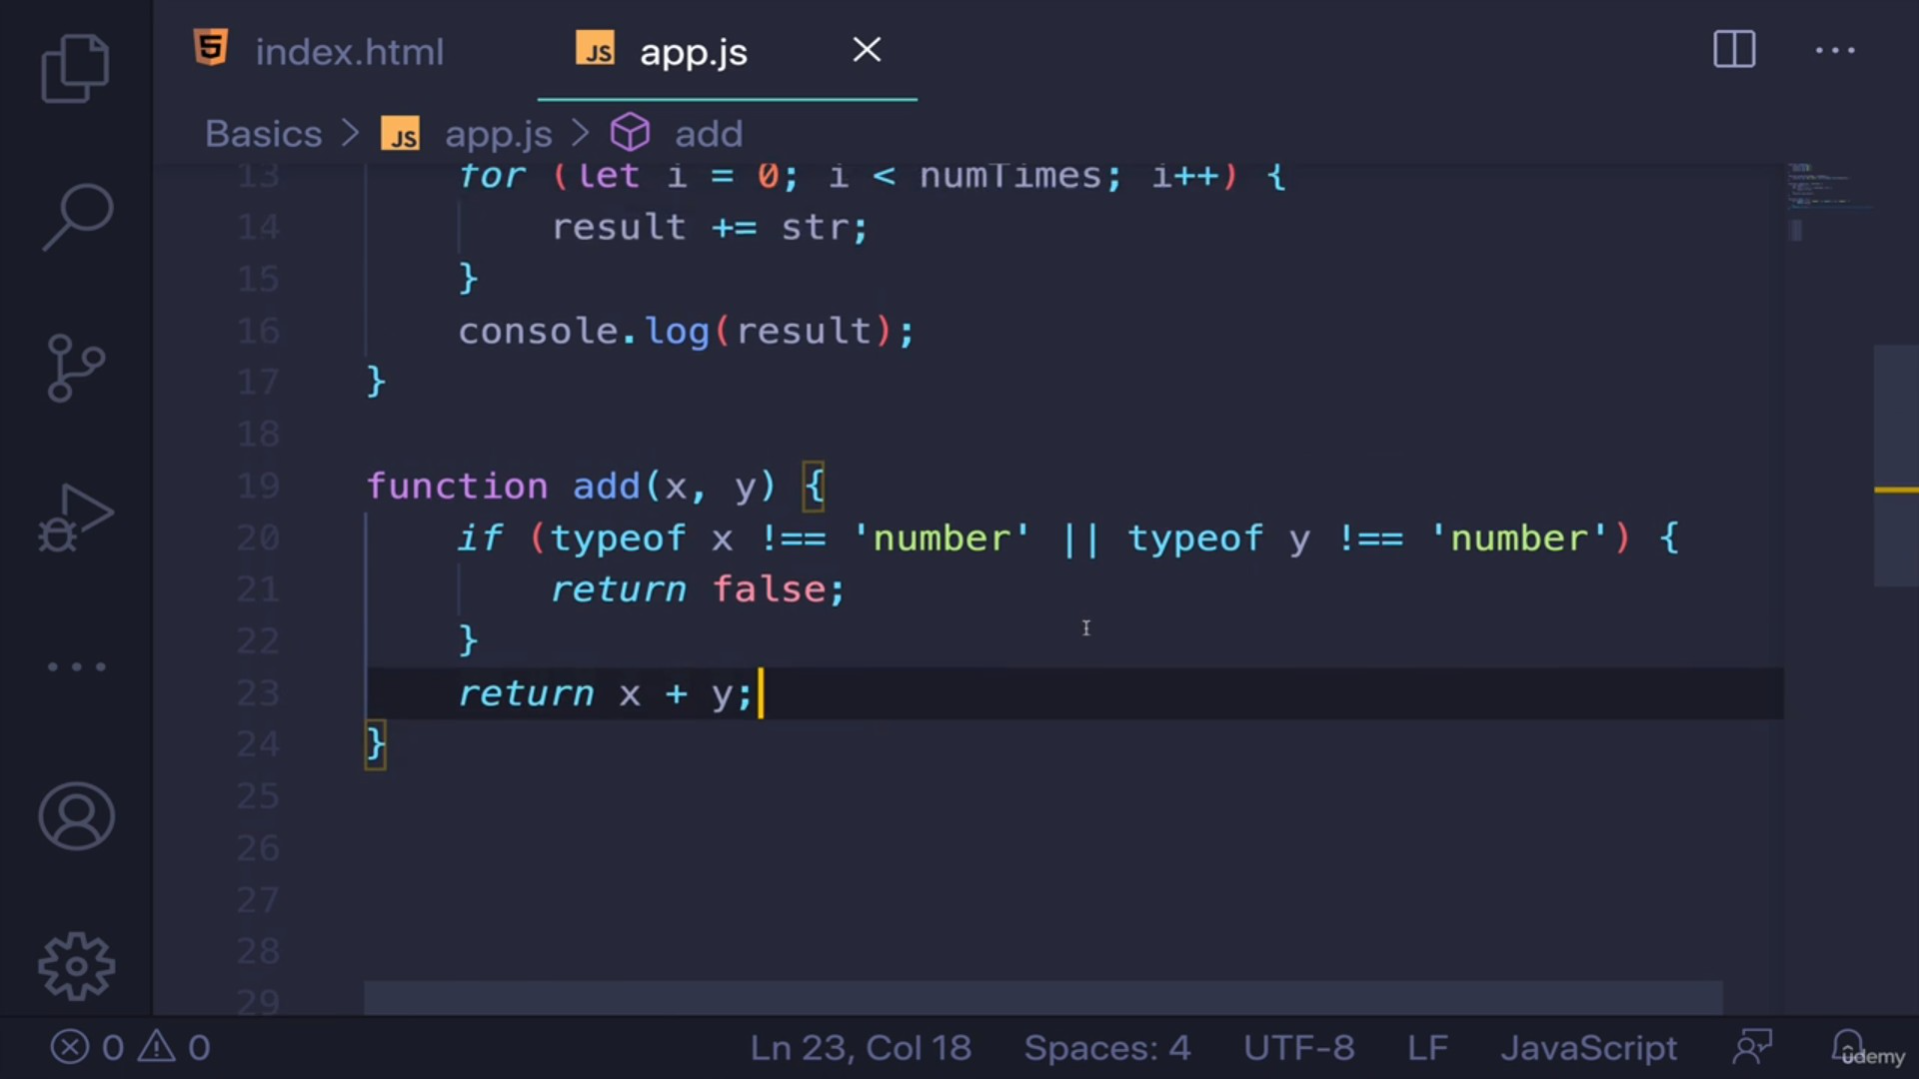 index.html JS app.js
Basics > JS app.js > add
13 for (let i = 0; i < numTimes; i++) {
14 result += str;
15 }
16 console.log(result);
17 }
18
19 function add(x, y) {
20 if (typeof x !== 'number' || typeof y !== 'number') {
21 return false;
22 }
23 return x + y;
24 }
25
26
27
28
29
0 0 Ln 23, Col 18 Spaces: 4 UTF-8 LF JavaScript
udemy